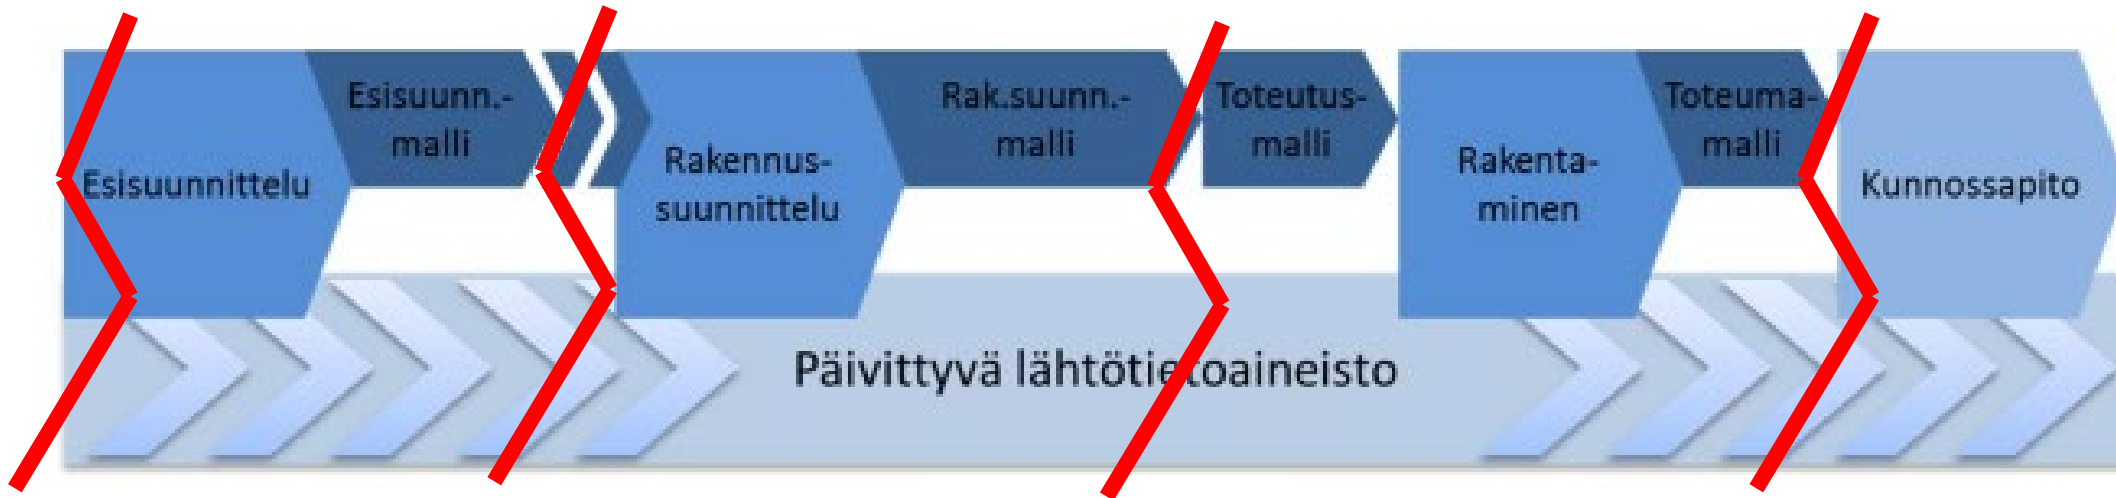 Esisuunnittelu
Esisuunn.-
malli
Rakennus-
suunnittelu
Rak.suunn.-
malli
Toteutus-
malli
Rakenta-
minen
Toteuma-
malli
Kunnossapito
Päivittyvä lähtötietoaineisto